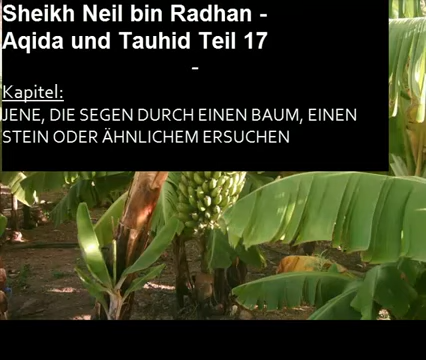 Sheikh Neil bin Radhan -
Aqida und Tauhid Teil 17
-
Kapitel:
JENE, DIE SEGEN DURCH EINEN BAUM, EINEN
STEIN ODER ÄHNLICHEM ERSUCHEN